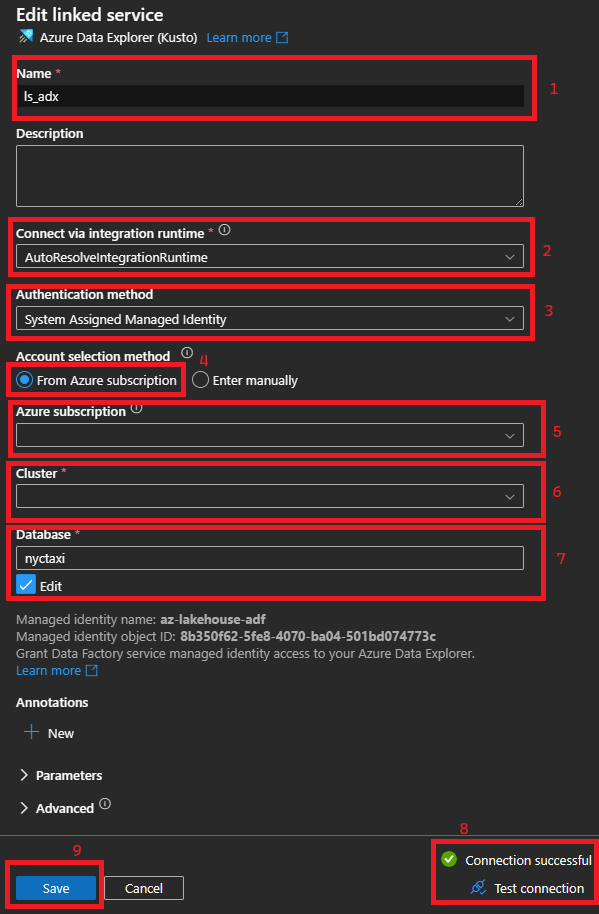 Edit linked service
Azure Data Explorer (Kusto) Learn more
Name *
1
ls_adx
Description
Connect via integration runtime *
2
AutoResolveIntegrationRuntime
Authentication method
3
System Assigned Managed Identity
Account selection method
4
From Azure subscription Enter manually
Azure subscription
5
Cluster *
6
Database *
7
nyctaxi
Edit
Managed identity name: az-lakehouse-adf
Managed identity object ID: 8b350f62-5fe8-4070-ba04-501bd074773c
Grant Data Factory service managed identity access to your Azure Data Explorer.
Learn more
Annotations
New
Parameters
Advanced
8
9
Connection successful
Save Cancel Test connection